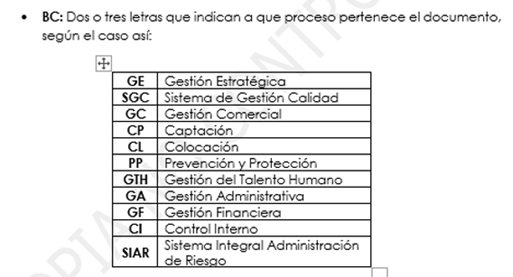 • BC: Dos o tres letras que indican a que proceso pertenece el documento,
según el caso así:
GE Gestión Estratégica
SGC Sistema de Gestión Calidad
GC Gestión Comercial
CP Captación
CL Colocación
PP Prevención y Protección
GTH Gestión del Talento Humano
GA Gestión Administrativa
GF Gestión Financiera
CI Control Interno
SIAR Sistema Integral Administración
de Riesgo